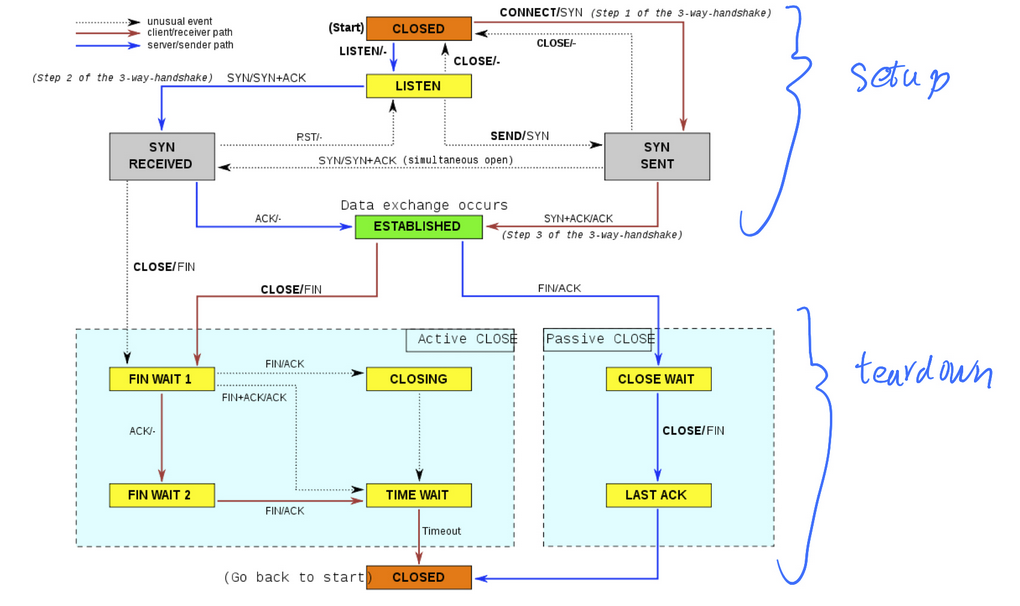 unusual event
client/receiver path
server/sender path
(Start)
CLOSED
CONNECT/SYN (Step 1 of the 3-way-handshake)
CLOSE/-
LISTEN/-
CLOSE/-
(Step 2 of the 3-way-handshake) SYN/SYN+ACK
LISTEN
setup
SYN
RECEIVED
RST/-
SEND/SYN
SYN
SENT
SYN/SYN+ACK (simultaneous open)
Data exchange occurs
ACK/-
ESTABLISHED
SYN+ACK/ACK
(Step 3 of the 3-way-handshake)
CLOSE/FIN
CLOSE/FIN
FIN/ACK
Active CLOSE
Passive CLOSE
FIN WAIT 1
FIN/ACK
CLOSING
CLOSE WAIT
teardown
FIN+ACK/ACK
ACK/-
CLOSE/FIN
FIN WAIT 2
TIME WAIT
LAST ACK
FIN/ACK
Timeout
(Go back to start)
CLOSED